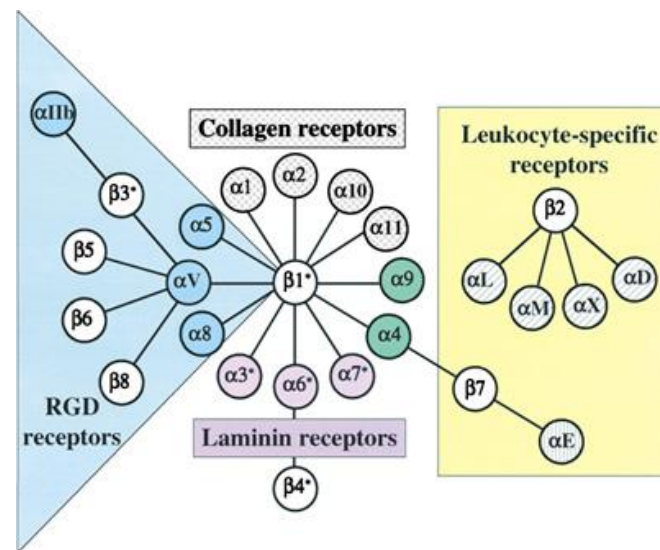 αIIb
β3*
β5
αV
β6
β8
α5
α8
RGD
receptors
Collagen receptors
α1
α2
α10
α11
β1*
α9
α4
α3*
α6*
α7*
Laminin receptors
β4*
Leukocyte-specific
receptors
β2
αL
αM
αX
αD
β7
αE